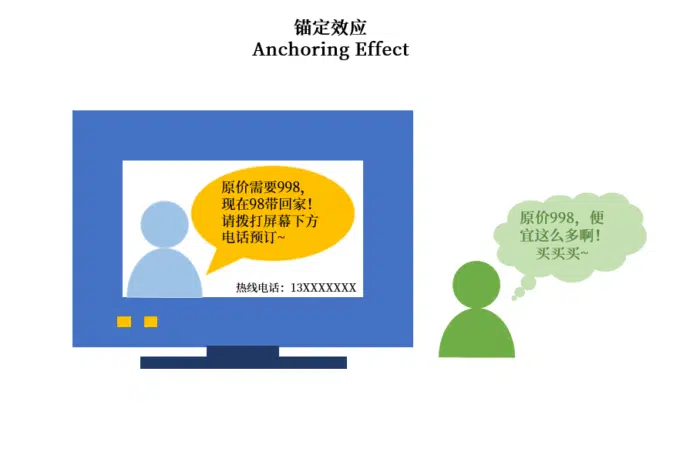 锚定效应
Anchoring Effect
原价需要998，
现在98带回家！
请拨打屏幕下方
电话预订~
热线电话：13XXXXXXX
原价998，便
宜这么多啊！
买买买~